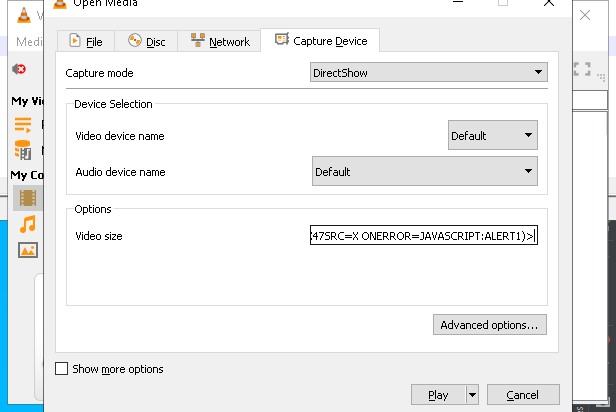 Open Media
V
Medi
File
Disc
Network
Capture Device
Capture mode
DirectShow
My Vi
Device Selection
Video device name
Default
Audio device name
Default
My Co
Options
Video size
47SRC=X ONERROR=JAVASCRIPT:ALERT1)>
Advanced options...
Show more options
Play
Cancel